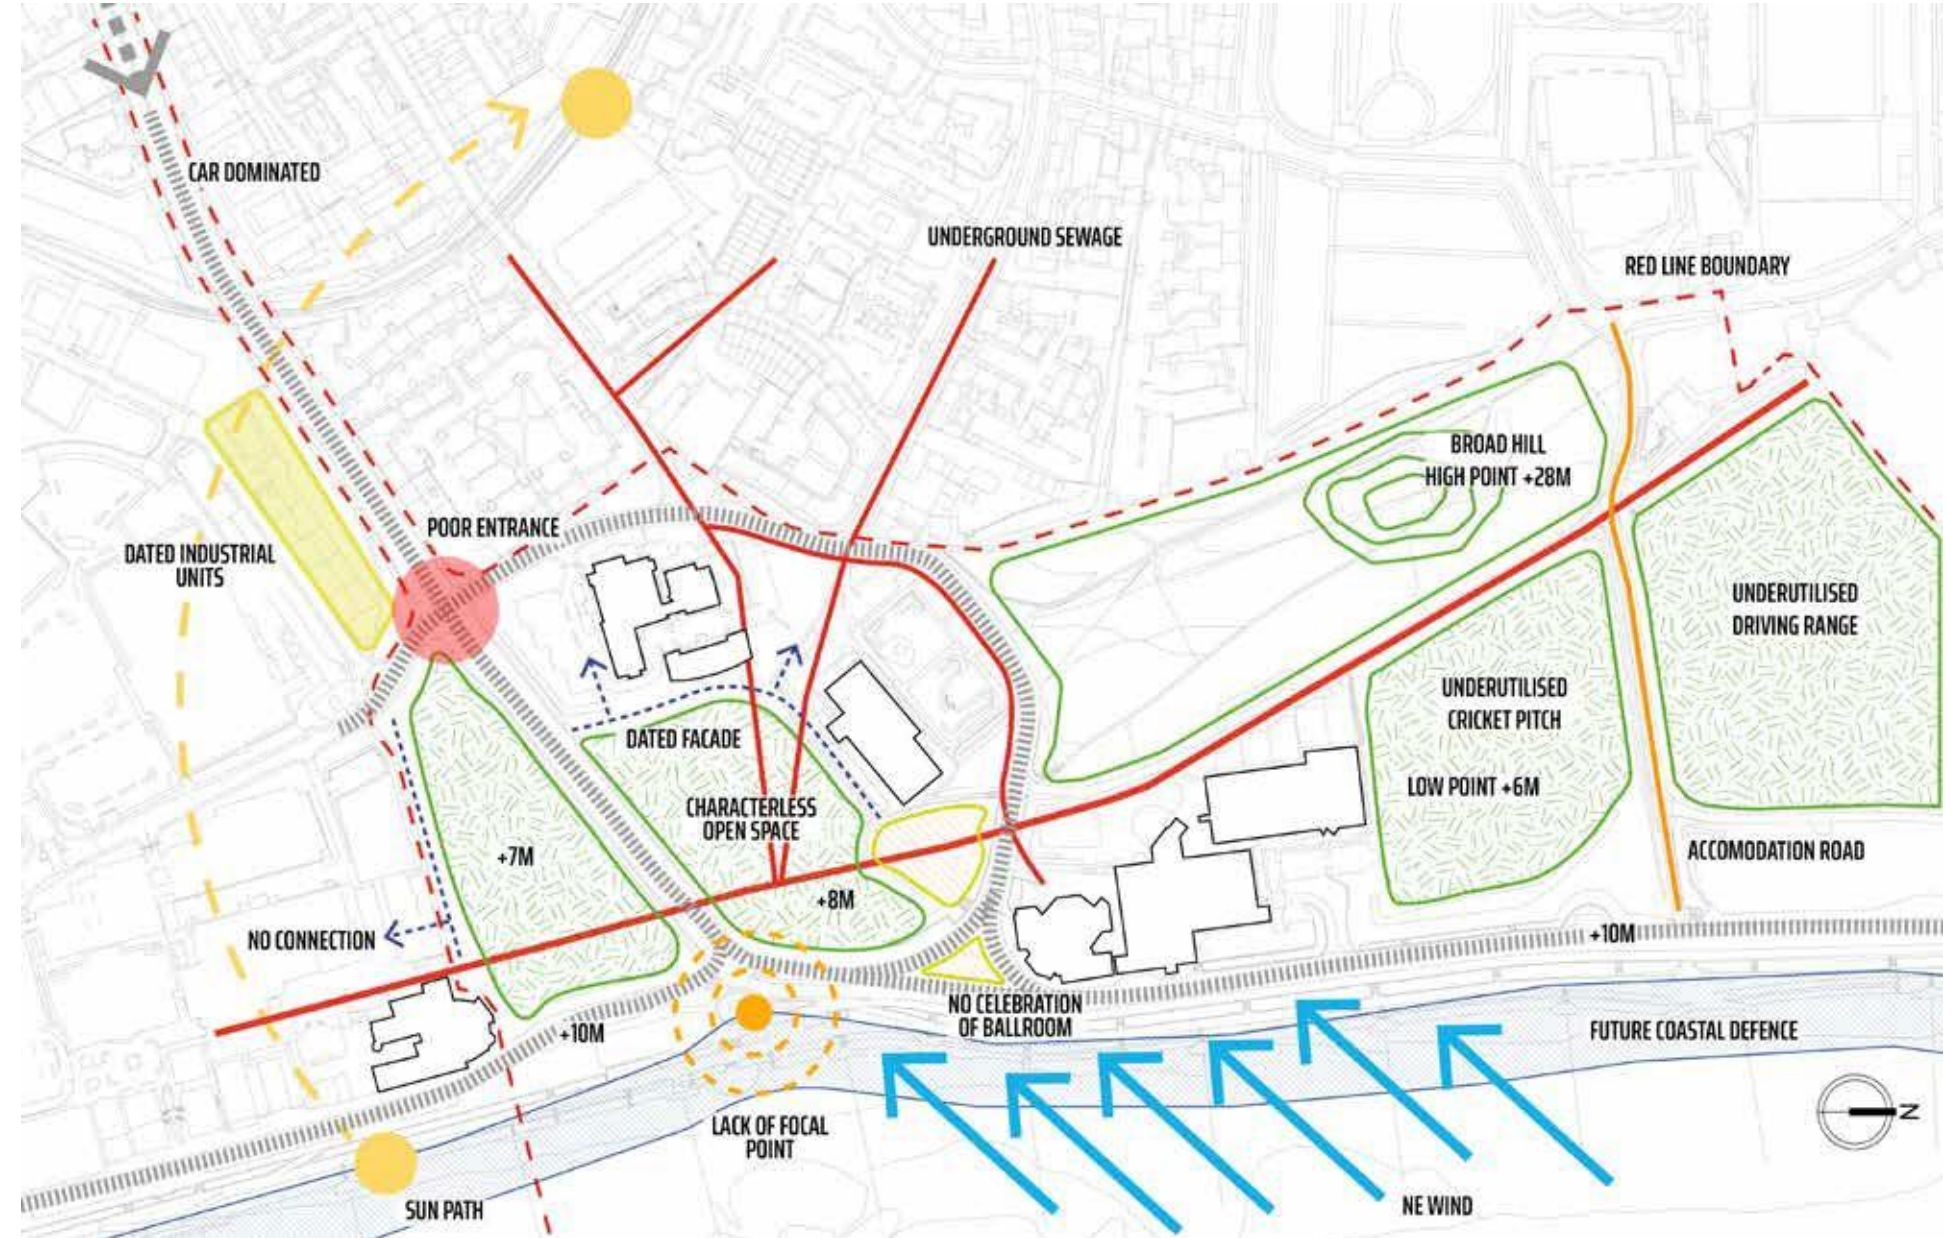 CAR DOMINATED
UNDERGROUND SEWAGE
RED LINE BOUNDARY
BROAD HILL
HIGH POINT +28M
POOR ENTRANCE
DATED INDUSTRIAL
UNITS
UNDERUTILISED
DRIVING RANGE
UNDERUTILISED
CRICKET PITCH
DATED FACADE
LOW POINT +6M
CHARACTERLESS
OPEN SPACE
+7M
ACCOMODATION ROAD
+8M
NO CONNECTION
+10M
NO CELEBRATION
OF BALLROOM
+10M
FUTURE COASTAL DEFENCE
LACK OF FOCAL
POINT
N
SUN PATH
NE WIND